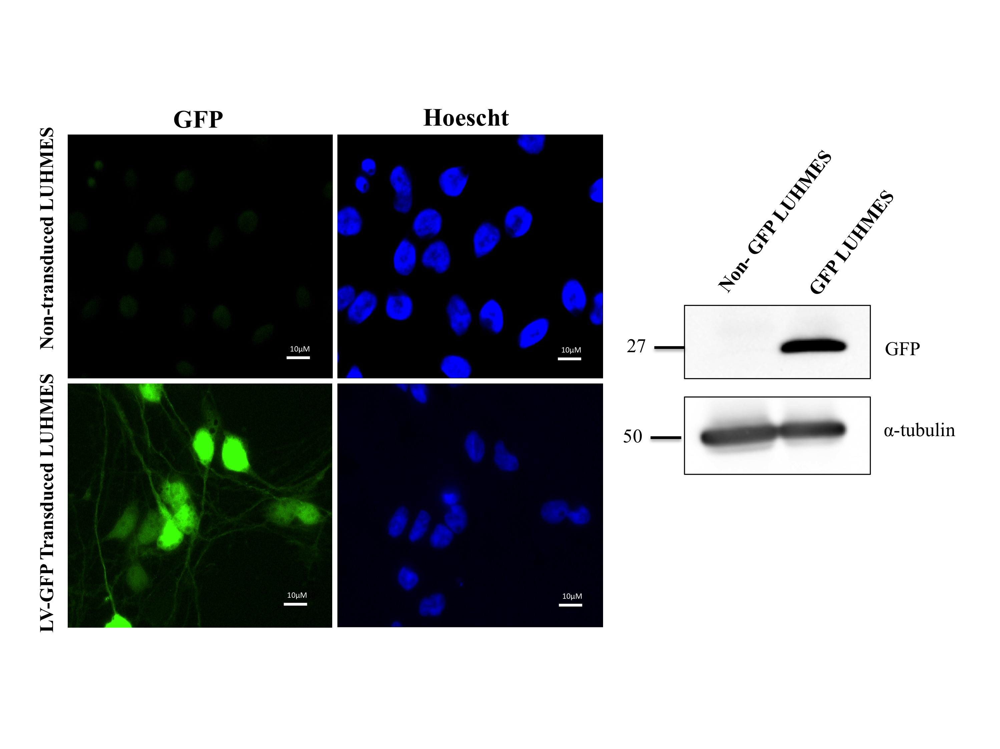 GFP
Hoescht
Non-transduced LUHMES
10µM
10µM
LV-GFP Transduced LUHMES
10µM
10µM
Non- GFP LUHMES
GFP LUHMES
27
GFP
50
α-tubulin